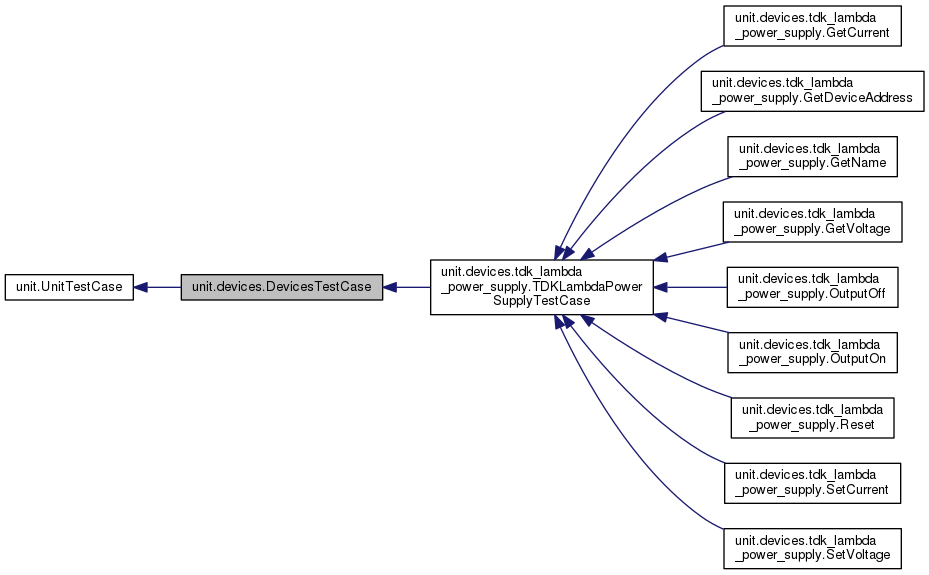 unit.devices.tdk_lambda
_power_supply.GetCurrent
unit.devices.tdk_lambda
_power_supply.GetDeviceAddress
unit.devices.tdk_lambda
_power_supply.GetName
unit.devices.tdk_lambda
_power_supply.GetVoltage
unit.UnitTestCase
unit.devices.DevicesTestCase
unit.devices.tdk_lambda
_power_supply.TDKLambdaPower
SupplyTestCase
unit.devices.tdk_lambda
_power_supply.OutputOff
unit.devices.tdk_lambda
_power_supply.OutputOn
unit.devices.tdk_lambda
_power_supply.Reset
unit.devices.tdk_lambda
_power_supply.SetCurrent
unit.devices.tdk_lambda
_power_supply.SetVoltage